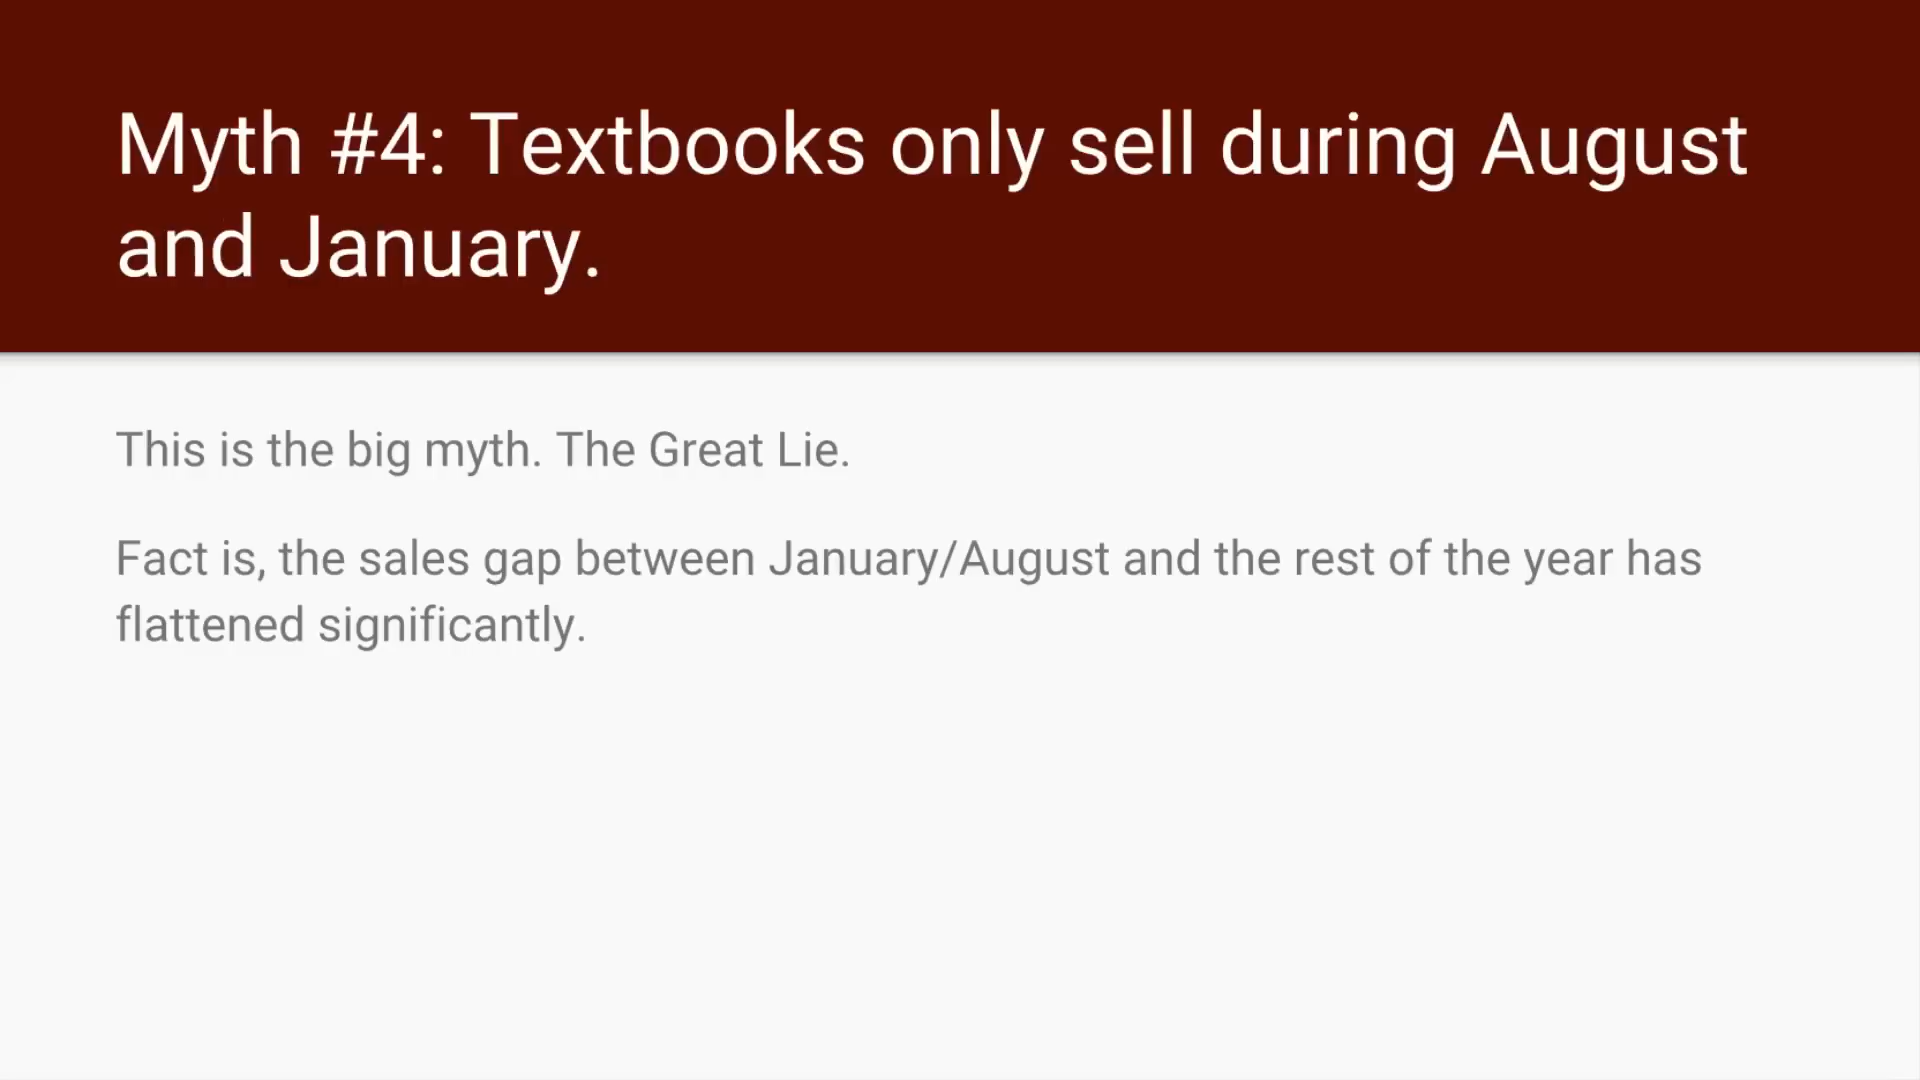 Myth #4: Textbooks only sell during August
and January.
This is the big myth. The Great Lie.
Fact is, the sales gap between January/August and the rest of the year has
flattened significantly.